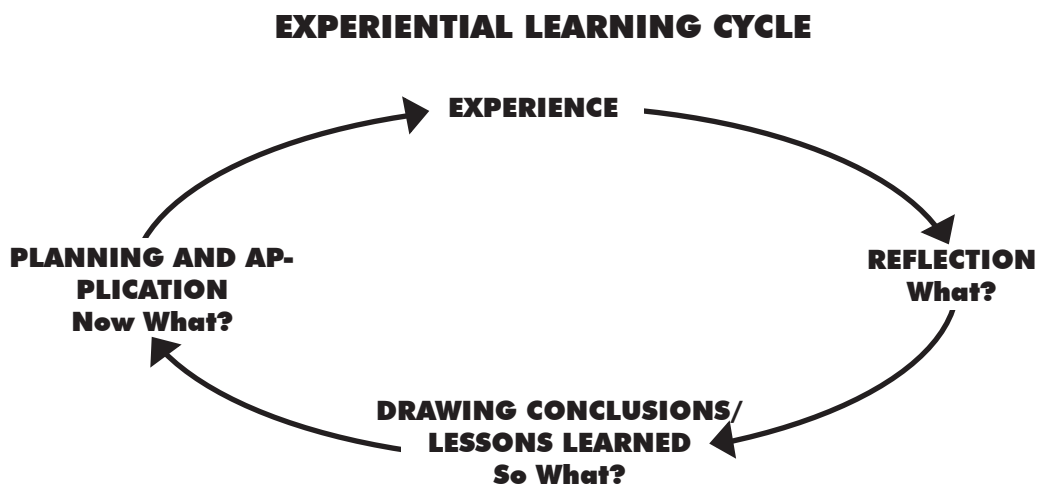 EXPERIENTIAL LEARNING CYCLE
EXPERIENCE
REFLECTION
What?
DRAWING CONCLUSIONS/
LESSONS LEARNED
So What?
PLANNING AND AP-
PLICATION
Now What?